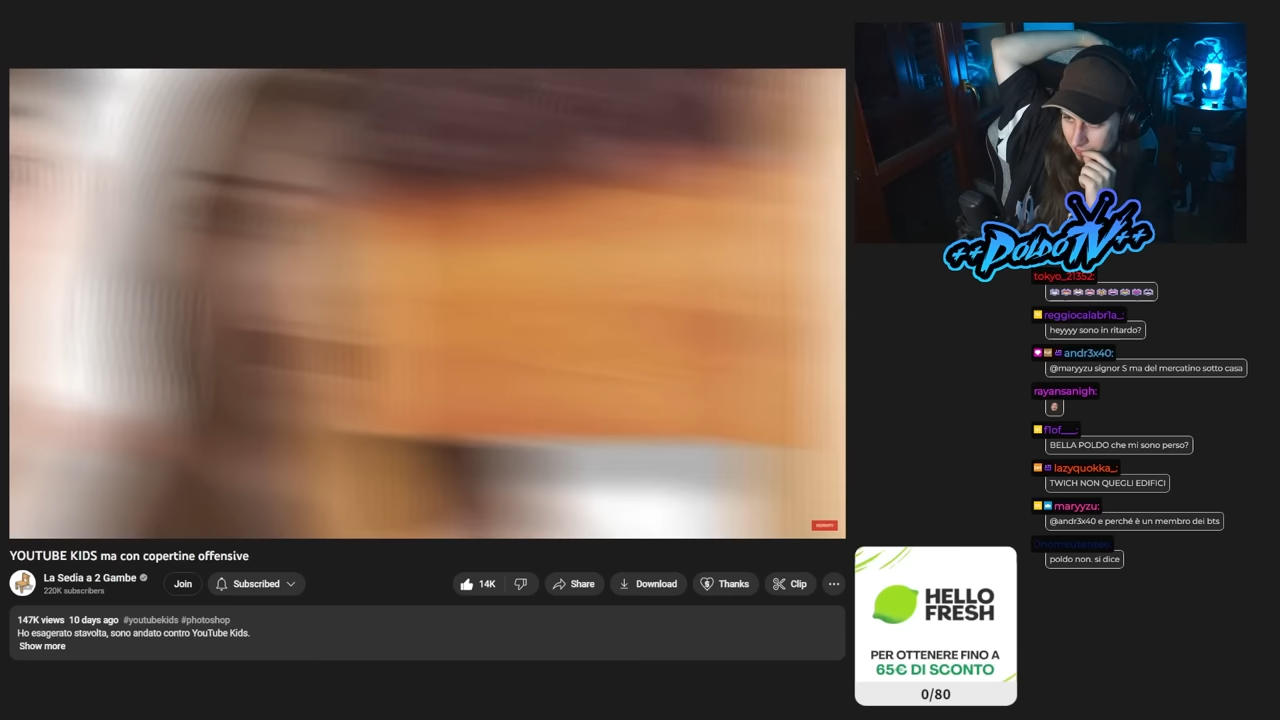 YOUTUBE KIDS ma con copertine offensive
La Sedia a 2 Gambe
220K subscribers
Join
Subscribed
14K
Share
Download
Thanks
Clip
147K views 10 days ago #youtubekids #photoshop
Ho esagerato stavolta, sono andato contro YouTube Kids.
Show more
++POLDOTV++
tokyo_21352:
reggiocalabr1a_:
heyyyy sono in ritardo?
andr3x40:
@maryyzu signor S ma del mercatino sotto casa
rayansanigh:
f1of___:
BELLA POLDO che mi sono perso?
lazyquokka_:
TWICH NON QUEGLI EDIFICI
maryyzu:
@andr3x40 e perché è un membro dei bts
poldo non. si dice
HELLO
FRESH
PER OTTENERE FINO A
65€ DI SCONTO
0/80